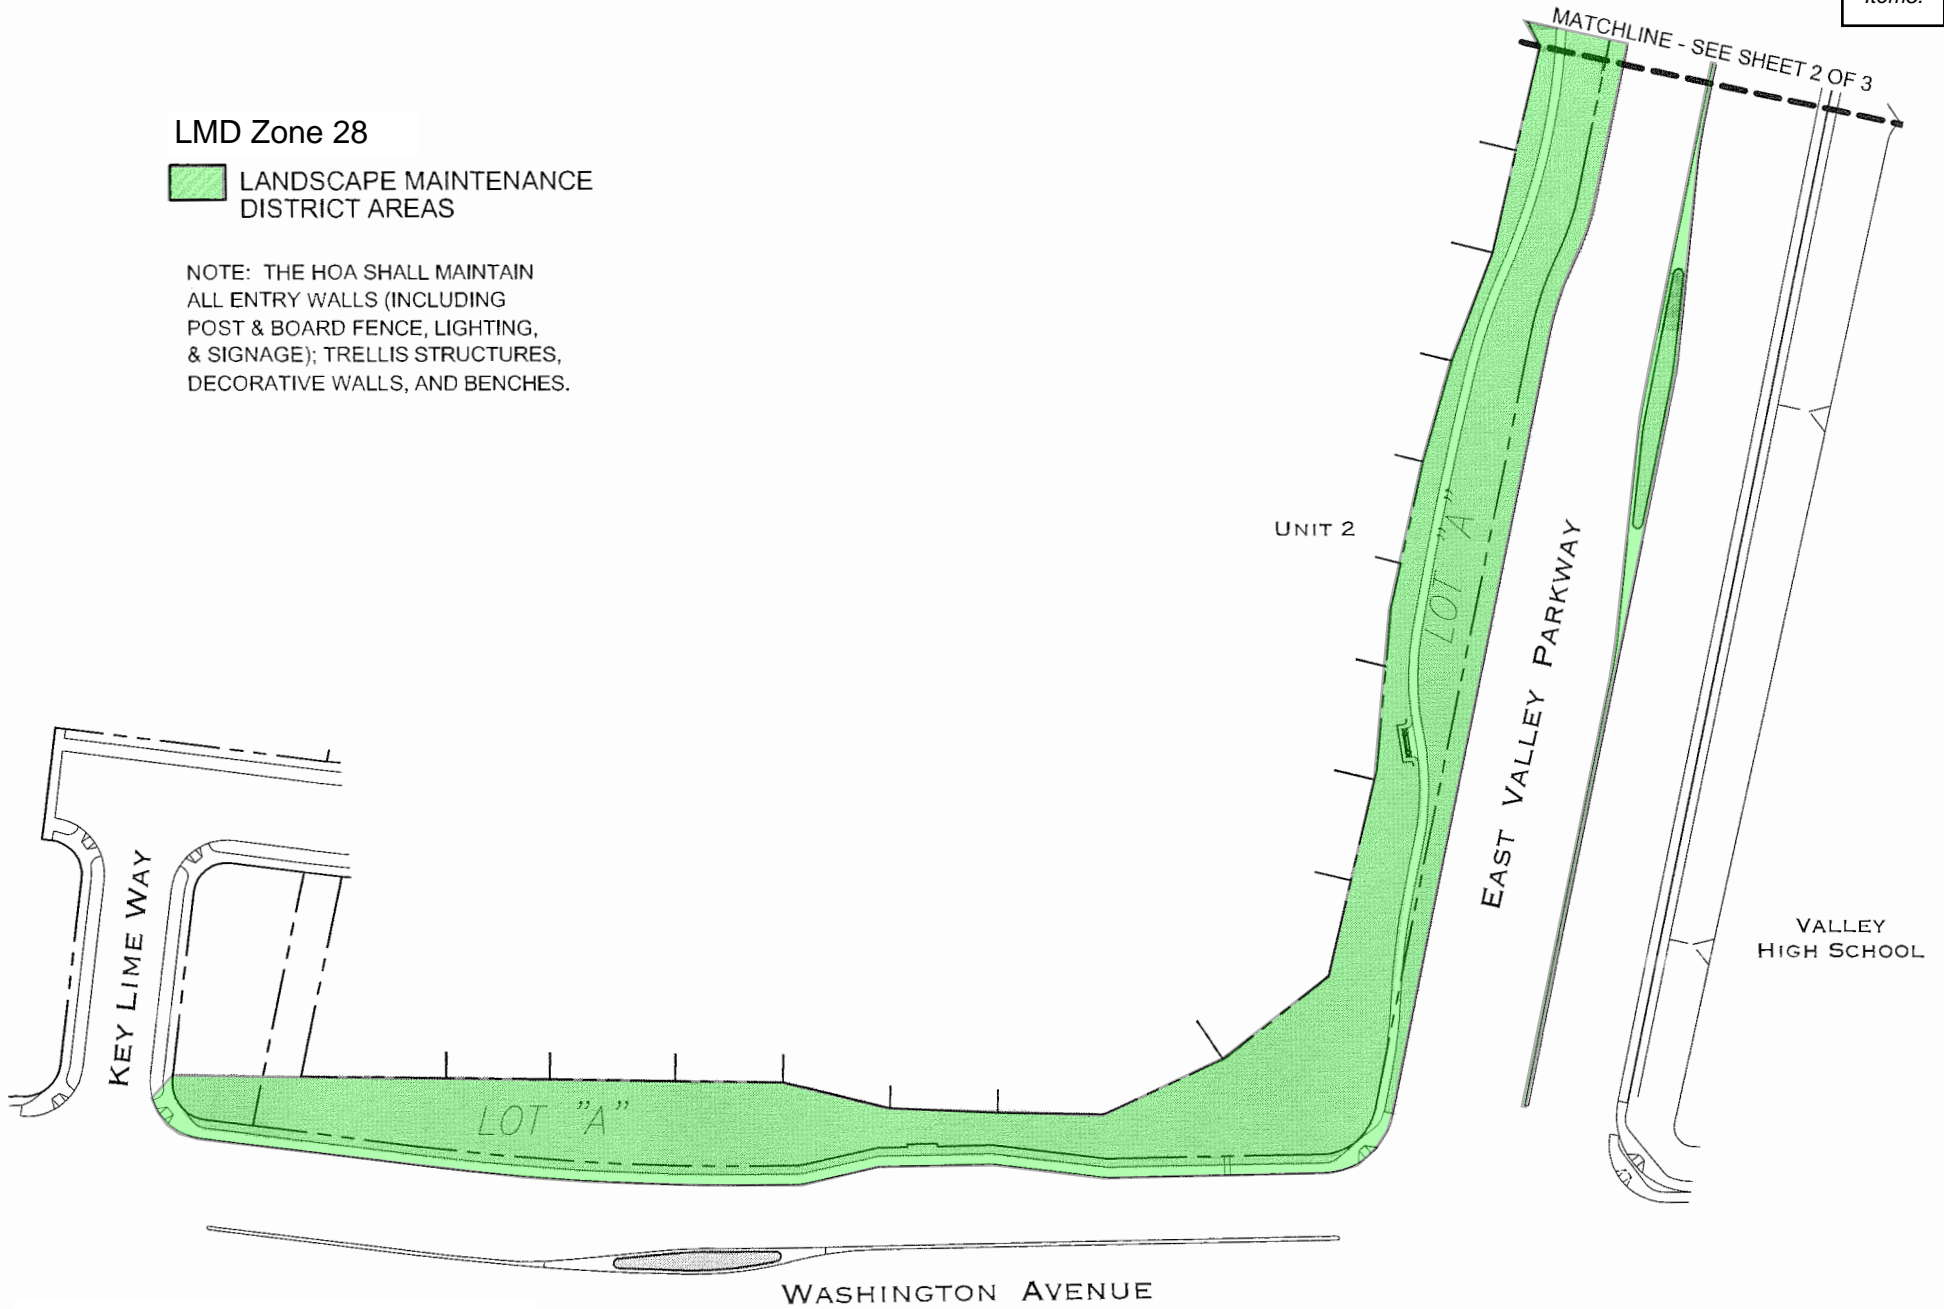 Items.
MATCHLINE - SEE SHEET 2 OF 3
LMD Zone 28
LANDSCAPE MAINTENANCE
DISTRICT AREAS
NOTE: THE HOA SHALL MAINTAIN
ALL ENTRY WALLS (INCLUDING
POST & BOARD FENCE, LIGHTING,
& SIGNAGE); TRELLIS STRUCTURES,
DECORATIVE WALLS, AND BENCHES.
UNIT 2
LOT "A"
EAST VALLEY PARKWAY
VALLEY
HIGH SCHOOL
KEY LIME WAY
LOT "A"
WASHINGTON AVENUE